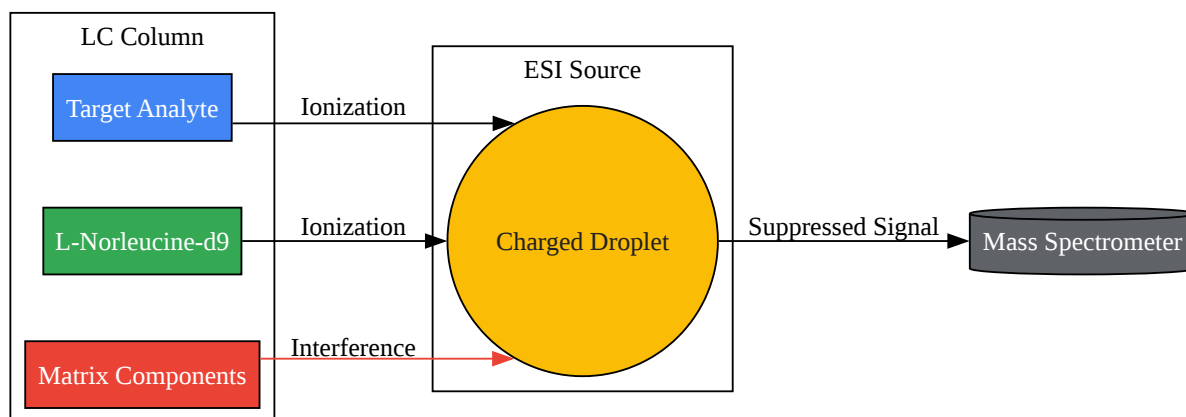 LC Column
Target Analyte
L-Norleucine-d9
Matrix Components
Ionization
Ionization
Interference
ESI Source
Charged Droplet
Suppressed Signal
Mass Spectrometer